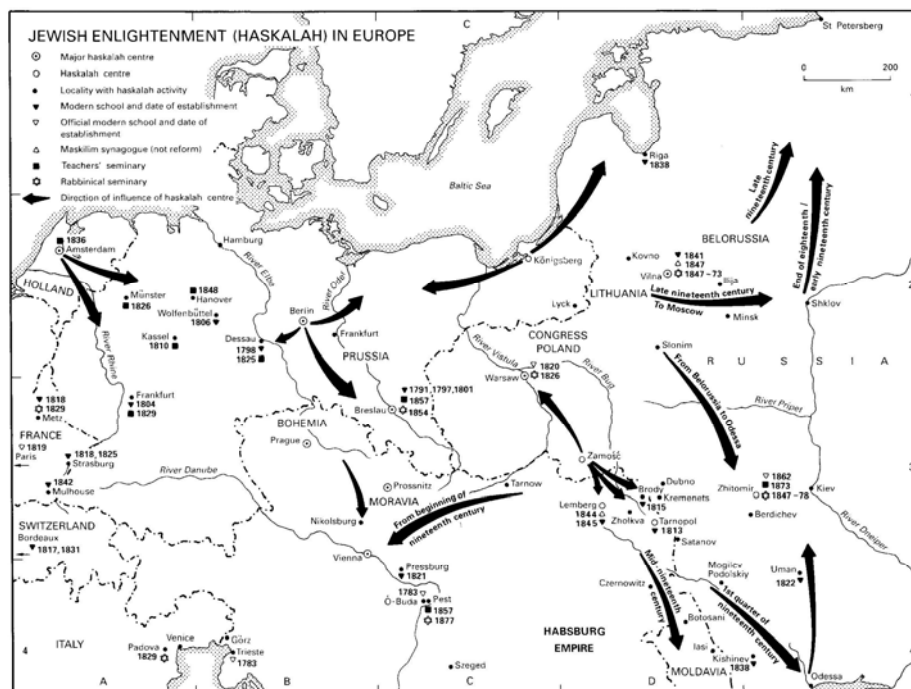 JEWISH ENLIGHTENMENT (HASKALAH) IN EUROPE
Major haskalah centre
Haskalah centre
Locality with haskalah activity
Modern school and date of establishment
Official modern school and date of
establishment
Maskilim synagogue (not reform)
Teachers' seminary
Rabbinical seminary
Direction of influence of haskalah centre
C
St Petersberg
0
200
km
2
Riga
1838
Baltic Sea
Late
nineteenth century
End of eighteenth /
early nineteenth century
BELORUSSIA
1836
Amsterdam
HOLLAND
Hamburg
River Elbe
River Oder
Königsberg
Kovno
1841
1847
Vilna
1847–73
Ilija
LITHUANIA
Late nineteenth century
To Moscow
Minsk
Shklov
2
2
Münster
1826
1848
Hanover
Wolfenbüttel
1806
Berlin
Lyck
Kassel
1810
Dessau
1798
1825
Frankfurt
PRUSSIA
CONGRESS
POLAND
River Vistula
1820
1826
Warsaw
River Bug
Slonim
RUSSIA
A
River Rhine
1818
1829
Metz
Frankfurt
1804
1829
1791, 1797, 1801
1857
1854
Breslau
From Belorussia to Odessa
River Pripet
FRANCE
1819
Paris
1818, 1825
Strasburg
BOHEMIA
Prague
River Danube
Zamość
3
1842
Mulhouse
Prossnitz
MORAVIA
Tarnow
From beginning of
nineteenth century
Nikolsburg
Brody
1815
Dubno
Kremenets
Lemberg
1844
1845
Zholkva
Tarnopol
1813
Satanov
Zhitomir
1862
1873
1847–78
Kiev
Berdichev
River Dneiper
SWITZERLAND
Bordeaux
1817, 1831
Vienna
Pressburg
1821
Mid-nineteenth
century
Czernowitz
Mogilev
Podolskiy
1st quarter of
nineteenth century
Uman
1822
1783
Ó-Buda
Pest
1857
1877
HABSBURG
EMPIRE
Botosani
ITALY
4
Padova
1829
Venice
Görz
Trieste
1783
Szeged
Iasi
MOLDAVIA
Kishinev
1838
Odessa
4
A
B
C
D